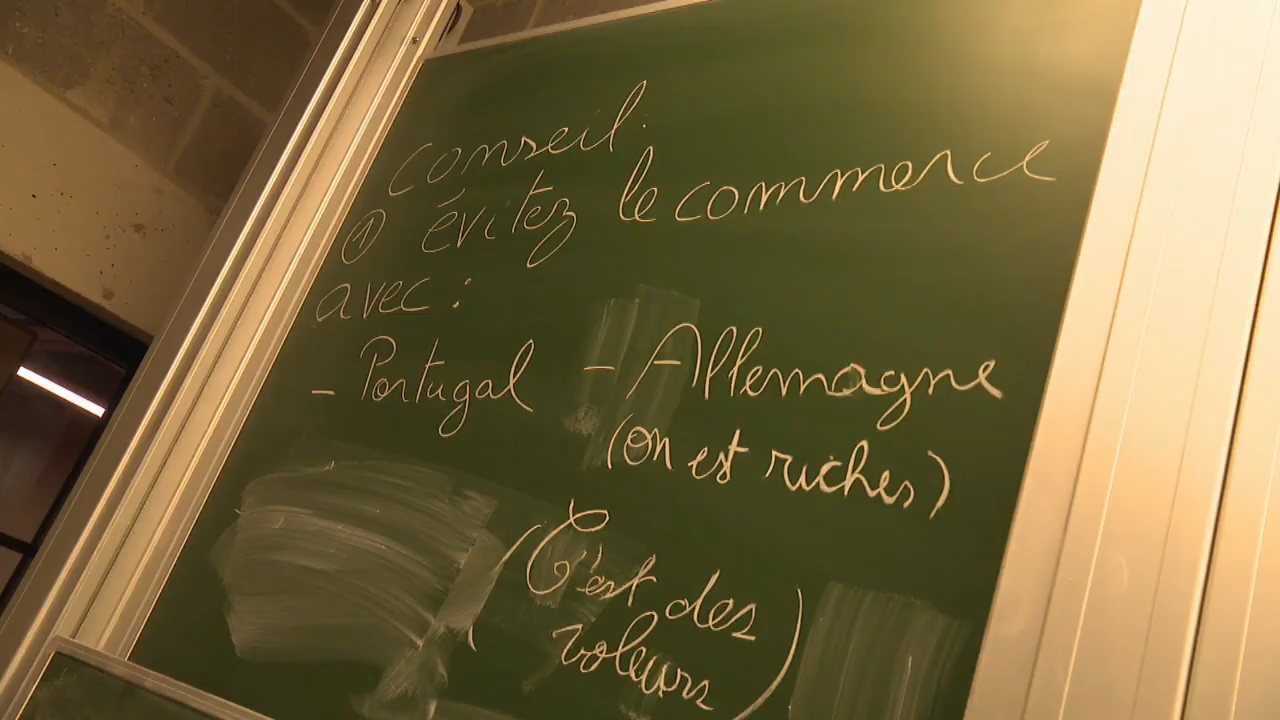 conseil.
① évitez le commerce
avec :
- Portugal - Allemagne
(on est riches)
(C'est des
voleurs)